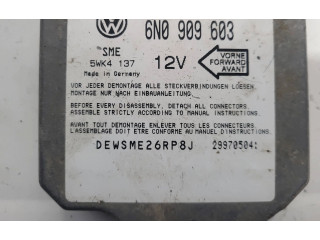 6N0 909 603
SME
5WK4 137
12V
VORNE
FORWARD
AVANT
Made in Germany
VOR JEDER DEMONTAGE ALLE STECKVERBINDUNGEN LOESEN
MONTAGE NUR NACH EINBAUANLEITUNG.
BEFORE EVERY DISASSEMBLY, DETACH ALL CONNECTORS.
ASSEMBLE STRICTLY ACCORDING TO MANUAL INSTRUCTIONS.
AVANT TOUT DEMONTAGE ENLEVER TOUS LES CONNECTEURS.
L'ASSEMBLAGE DOIT ETRE CONFORME AU MANUEL D'INSTRUCTIONS.
DEWSME26RP8J
299705041